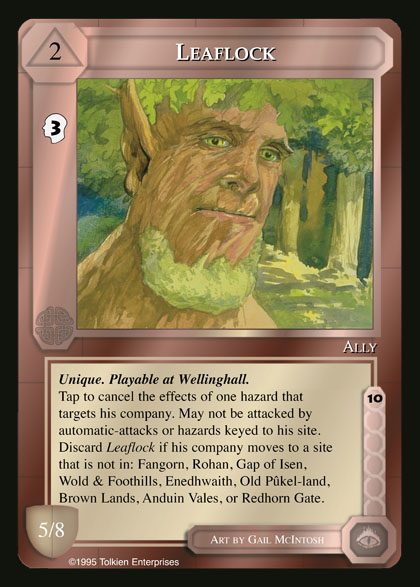 2
Leaflock
3
Ally
Unique. Playable at Wellinghall.
Tap to cancel the effects of one hazard that
targets his company. May not be attacked by
automatic-attacks or hazards keyed to his site.
Discard Leaflock if his company moves to a site
that is not in: Fangorn, Rohan, Gap of Isen,
Wold & Foothills, Enedhwaith, Old Pûkel-land,
Brown Lands, Anduin Vales, or Redhorn Gate.
10
5/8
Art by Gail McIntosh
©1995 Tolkien Enterprises